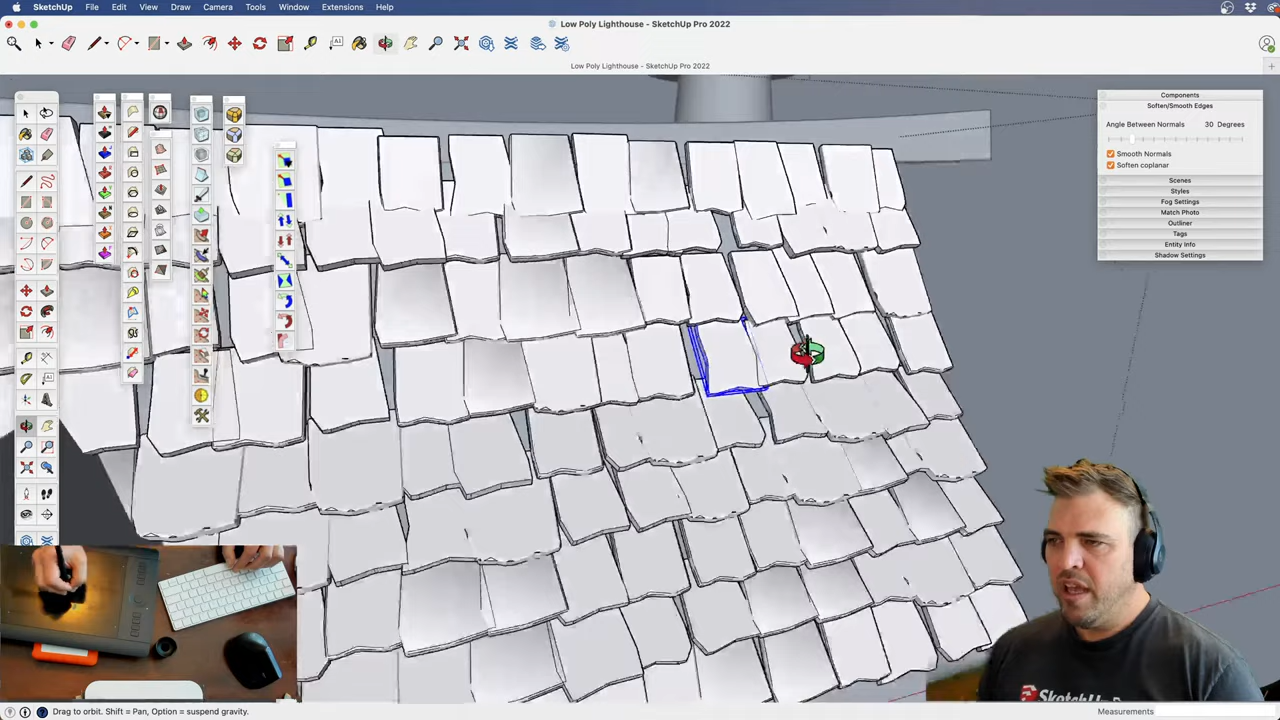 SketchUp File Edit View Draw Camera Tools Window Extensions Help
Low Poly Lighthouse - SketchUp Pro 2022
Low Poly Lighthouse - SketchUp Pro 2022
Components
Soften/Smooth Edges
Angle Between Normals 30 Degrees
Smooth Normals
Soften coplanar
Scenes
Styles
Fog Settings
Match Photo
Outliner
Tags
Entity Info
Shadow Settings
SketchUp
Drag to orbit. Shift = Pan, Option = suspend gravity.
Measurements